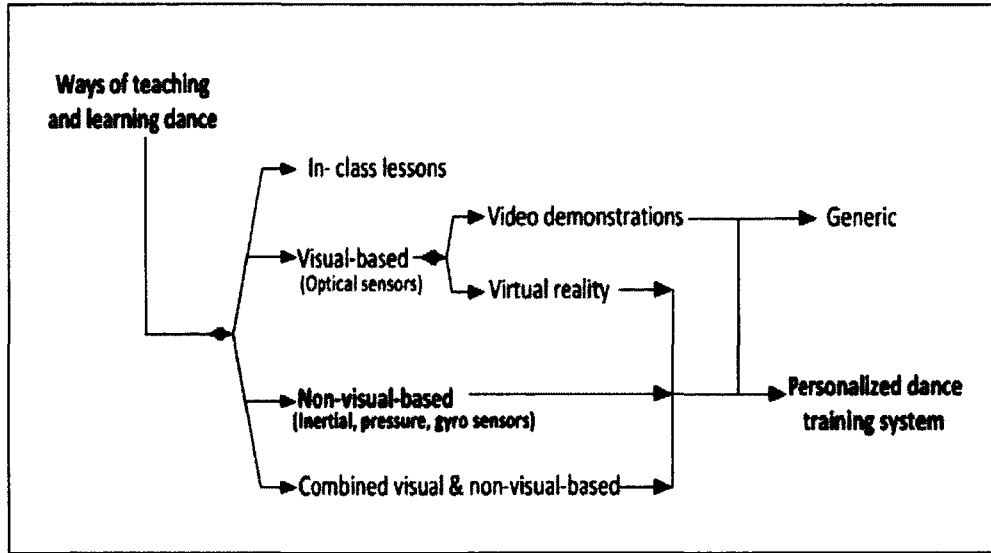 Ways of teaching
and learning dance
In- class lessons
Visual-based
(Optical sensors)
Video demonstrations
Generic
Virtual reality
Non-visual-based
(Inertial, pressure, gyro sensors)
Personalized dance
training system
Combined visual & non-visual-based